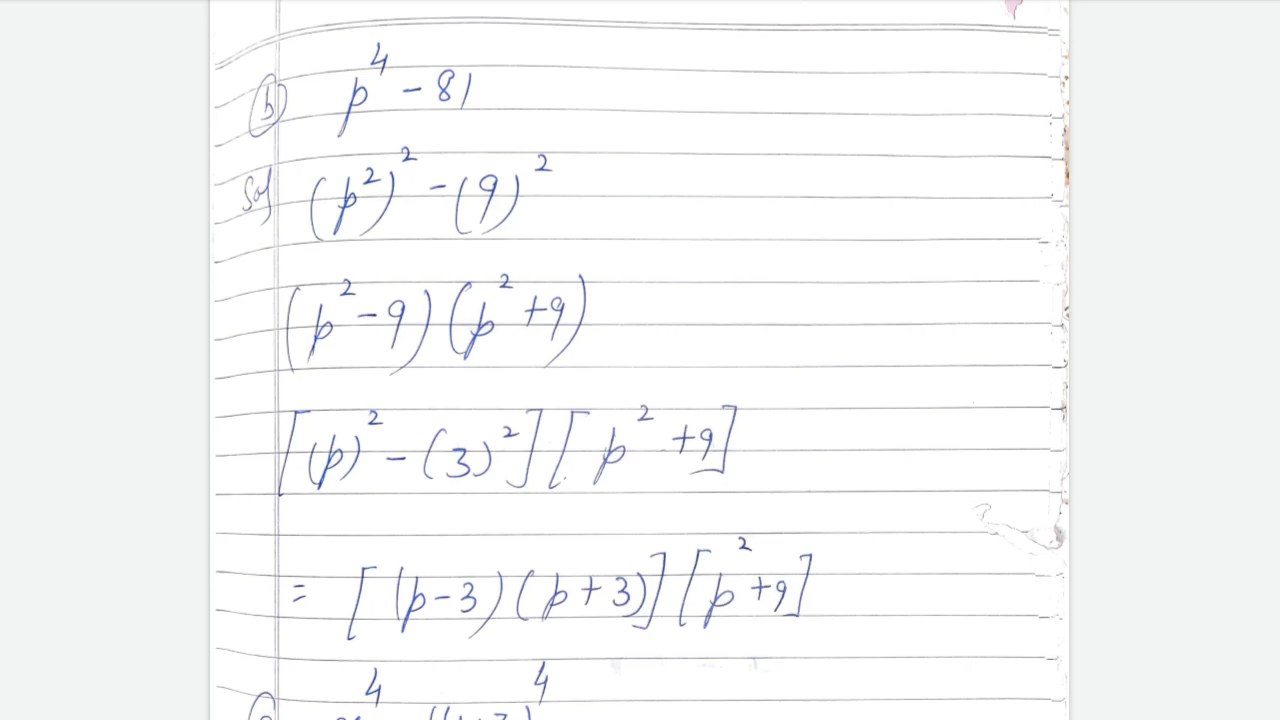 (b) p⁴ - 81
Sol (p²)² - (9)²
(p² - 9) (p² + 9)
[(p)² - (3)²] [p² + 9]
= [(p - 3) (p + 3)] [p² + 9]